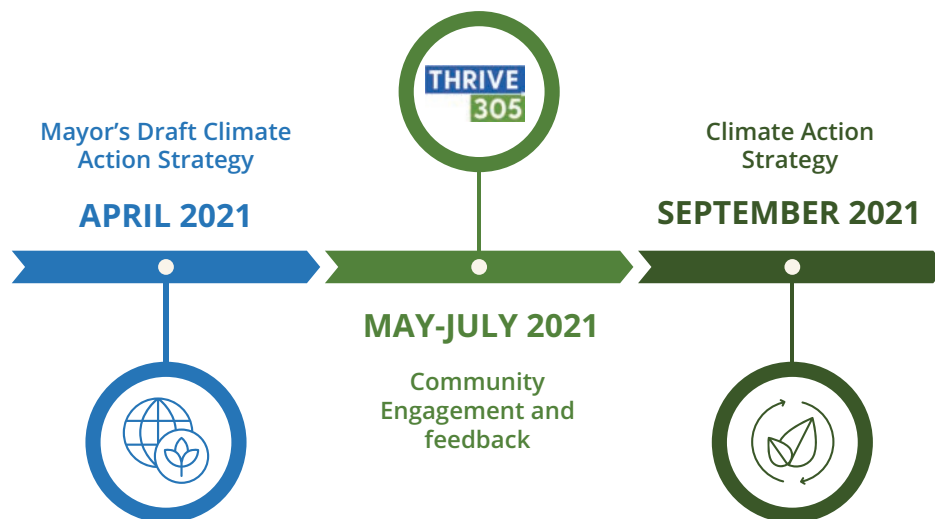 Mayor’s Draft Climate
Action Strategy
APRIL 2021
THRIVE
305
MAY-JULY 2021
Community
Engagement and
feedback
Climate Action
Strategy
SEPTEMBER 2021